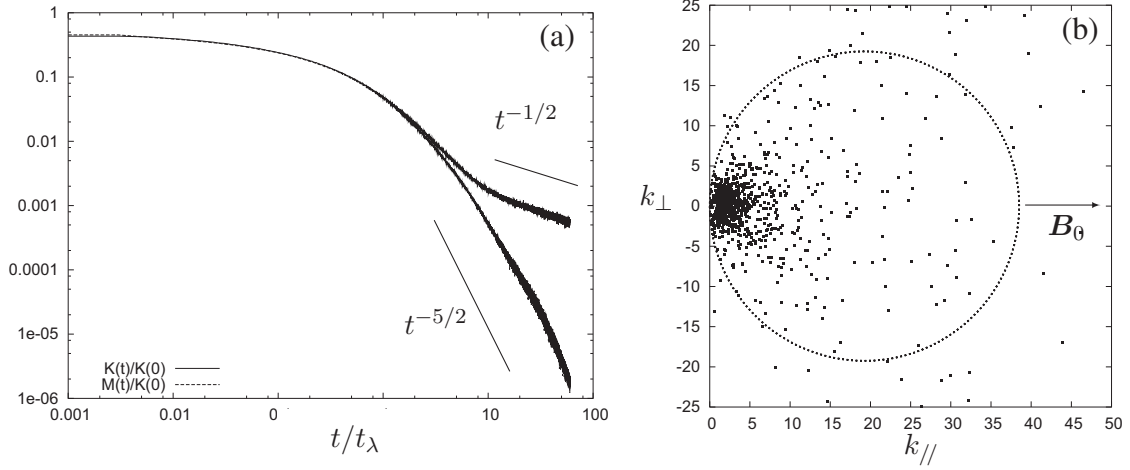 (a)
1
0.1
0.01
0.001
0.0001
1e-05
1e-06
t^{-1/2}
t^{-5/2}
K(t)/K(0)
M(t)/K(0)
0.001 0.01 0 1 10 100
t/t_λ
(b)
25
20
15
10
5
0
-5
-10
-15
-20
-25
k_⊥
B_0
0 5 10 15 20 25 30 35 40 45 50
k_{//}